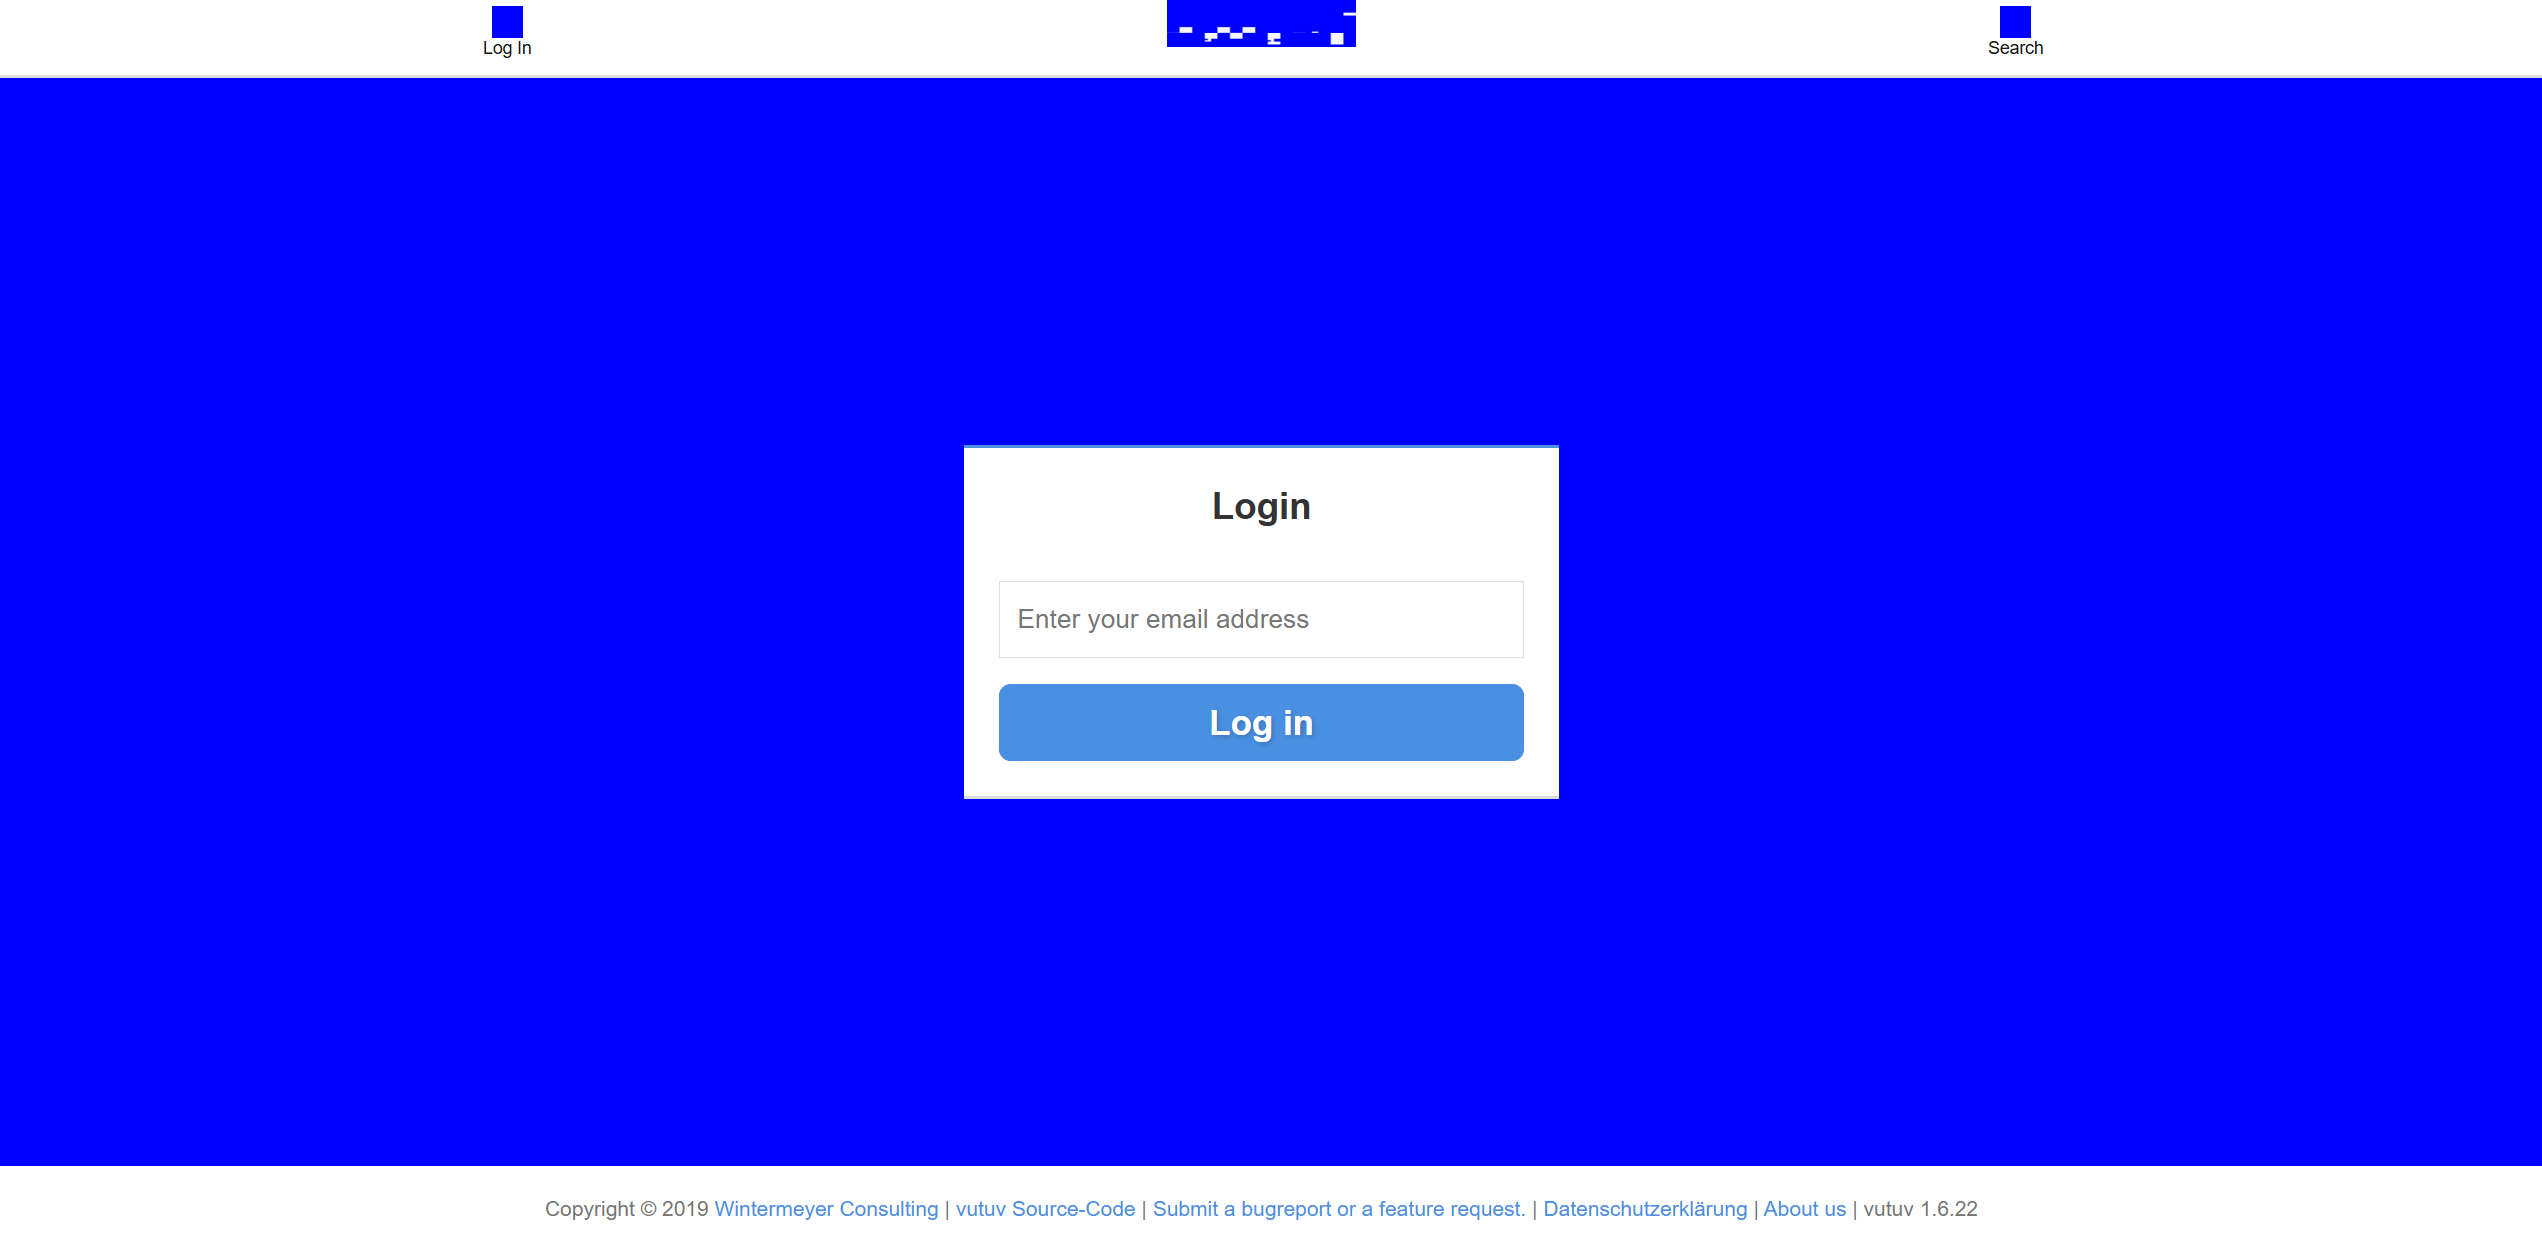 Log In
Search
Login
Enter your email address
Log in
Copyright © 2019 Wintermeyer Consulting | vutuv Source-Code | Submit a bugreport or a feature request. | Datenschutzerklärung | About us | vutuv 1.6.22